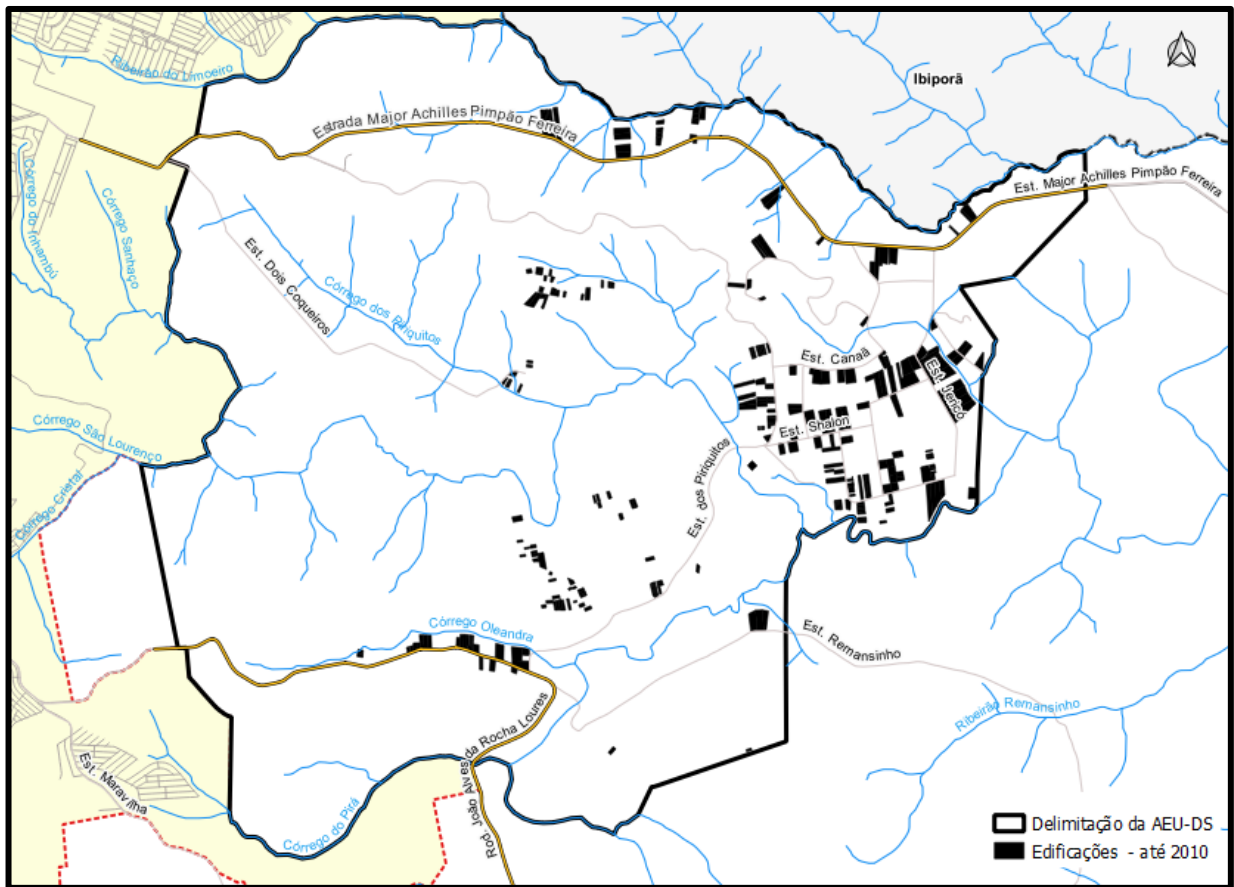 Ribeirão do Limoeiro
Ibiporã
Estrada Major Achilles Pimpão Ferreira
Est. Major Achilles Pimpão Ferreira
Córrego do Inhambú
Córrego Sanhaço
Est. Dois Coqueiros
Córrego dos Piriquitos
Est. Canaã
Est. Jericó
Est. Shalon
Córrego São Lourenço
Córrego Cristal
Est. dos Piriquitos
Córrego Oleandra
Est. Remansinho
Ribeirão Remansinho
Rod. João Alves da Rocha Loures
Est. Maravilha
Córrego do Pirá
Delimitação da AEU-DS
Edificações - até 2010